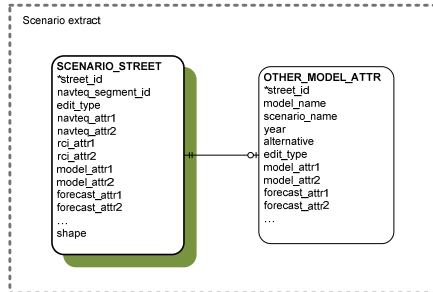 Scenario extract
SCENARIO_STREET
*street_id
navteq_segment_id
edit_type
navteq_attr1
navteq_attr2
rci_attr1
rci_attr2
model_attr1
model_attr2
forecast_attr1
forecast_attr2
…
shape
OTHER_MODEL_ATTR
*street_id
model_name
scenario_name
year
alternative
edit_type
model_attr1
model_attr2
forecast_attr1
forecast_attr2
…